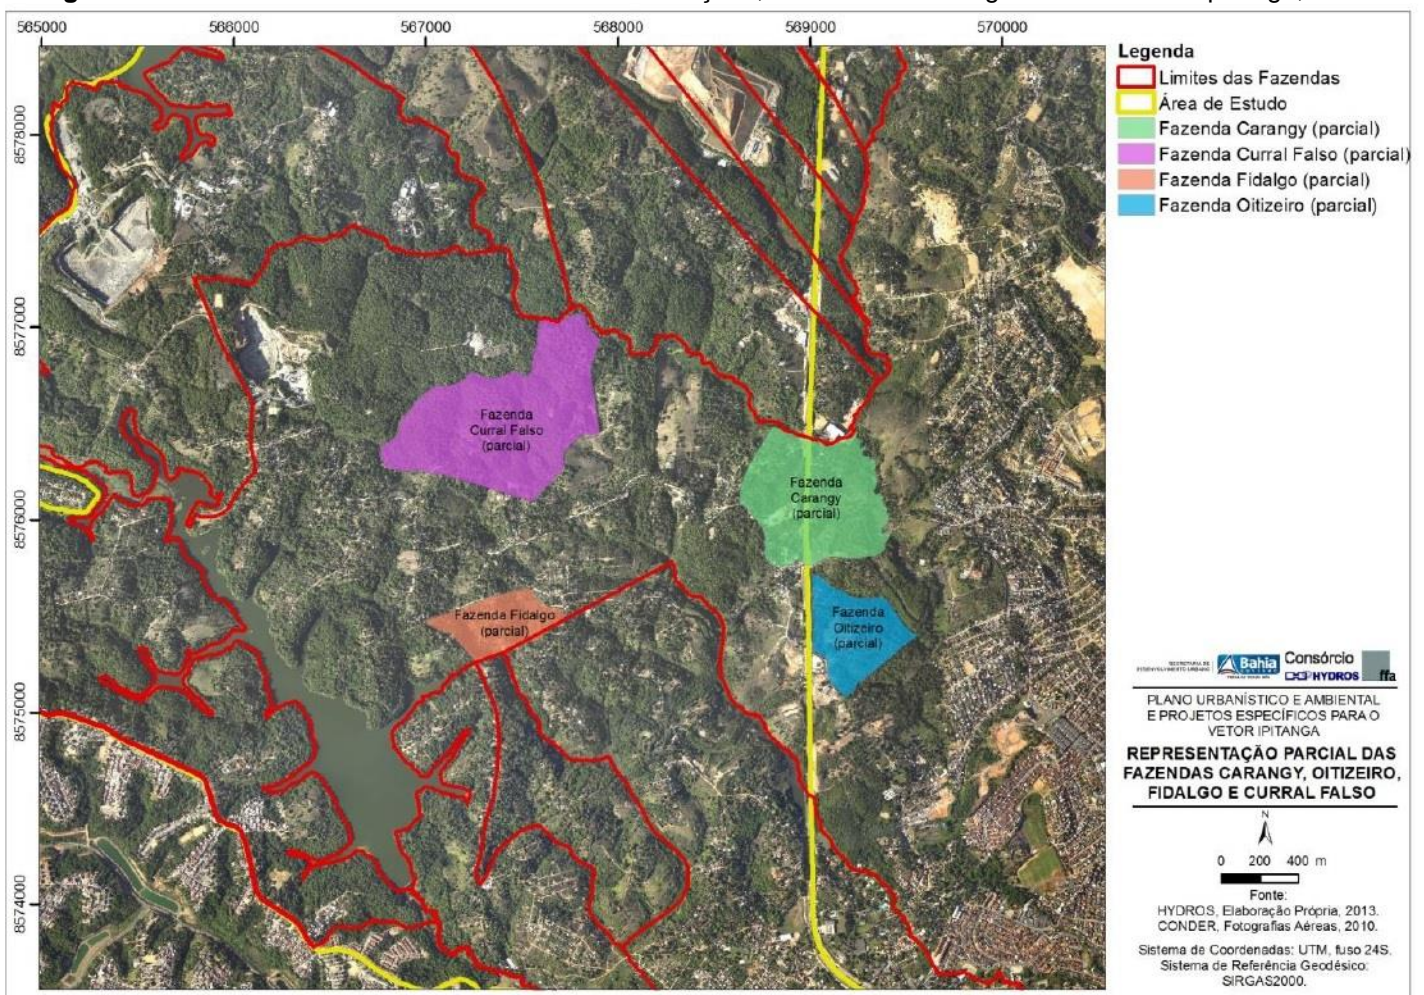 565000
566000
567000
568000
569000
570000
8578000
8577000
8576000
8575000
8574000
Fazenda
Curral Falso
(parcial)
Fazenda
Carangy
(parcial)
Fazenda Fidalgo
(parcial)
Fazenda
Oitizeiro
(parcial)
Legenda
Limites das Fazendas
Área de Estudo
Fazenda Carangy (parcial)
Fazenda Curral Falso (parcial)
Fazenda Fidalgo (parcial)
Fazenda Oitizeiro (parcial)
SECRETARIA DE
DESENVOLVIMENTO URBANO
Bahia
Consórcio
HYDROS
ffa
PLANO URBANÍSTICO E AMBIENTAL
E PROJETOS ESPECÍFICOS PARA O
VETOR IPITANGA
REPRESENTAÇÃO PARCIAL DAS
FAZENDAS CARANGY, OITIZEIRO,
FIDALGO E CURRAL FALSO
N
0 200 400 m
Fonte:
HYDROS, Elaboração Própria, 2013.
CONDER, Fotografias Aéreas, 2010.
Sistema de Coordenadas: UTM, fuso 24S.
Sistema de Referência Geodésico:
SIRGAS2000.